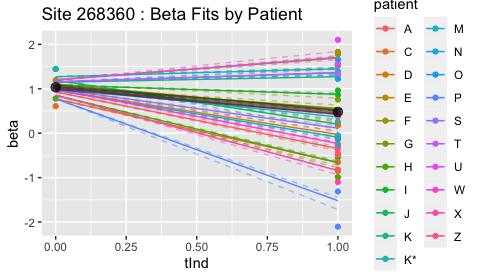 Site 268360 : Beta Fits by Patient
patient
2
1
0
-1
-2
beta
0.00 0.25 0.50 0.75 1.00
tInd
A M
C N
D O
E P
F S
G T
H U
I W
J X
K Z
K*